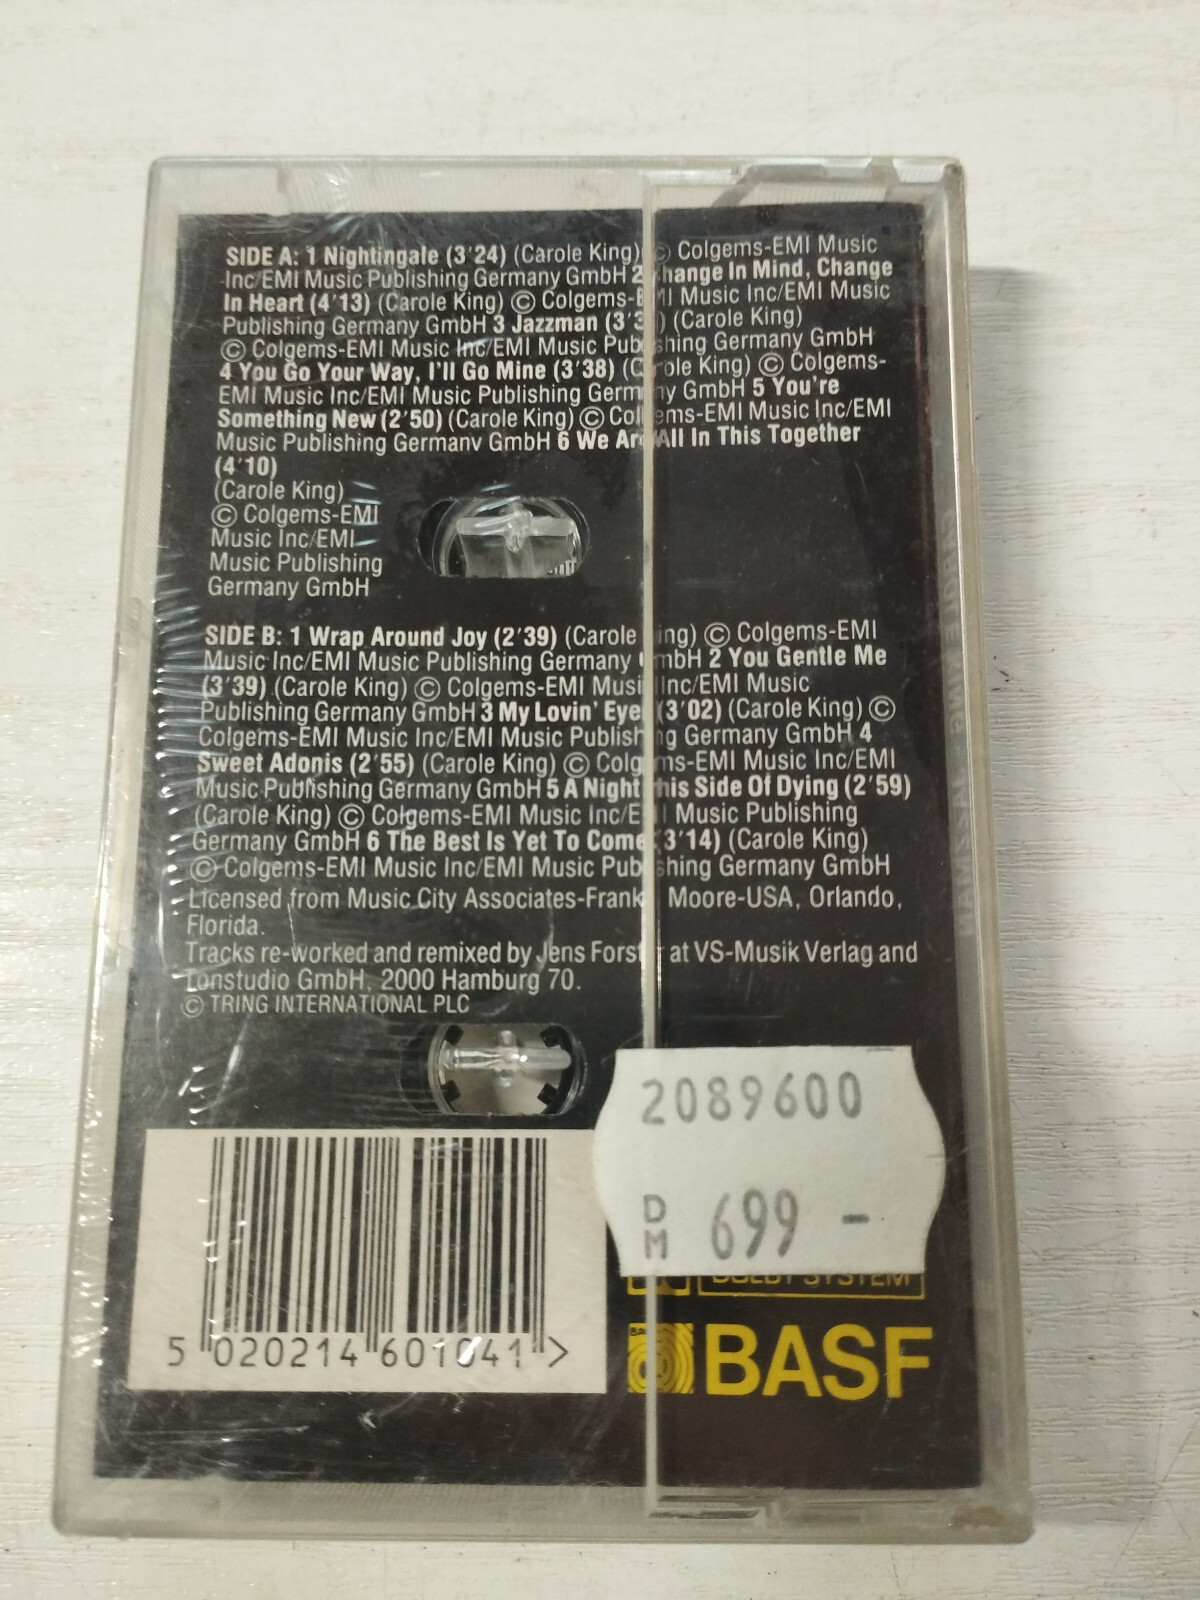 SIDE A: 1 Nightingale (3'24) (Carole King) © Colgems-EMI Music
Inc/EMI Music Publishing Germany GmbH 2 Change In Mind, Change
In Heart (4'13) (Carole King) © Colgems-EMI Music Inc/EMI Music
Publishing Germany GmbH 3 Jazzman (Carole King)
© Colgems-EMI Music Inc/EMI Music Publishing Germany GmbH
4 You Go Your Way, I'll Go Mine (3'38) (Carole King) © Colgems-
EMI Music Inc/EMI Music Publishing Germany GmbH 5 You're
Something New (2'50) (Carole King) © Colgems-EMI Music Inc/EMI
Music Publishing Germany GmbH 6 We Are All In This Together
(4'10)
(Carole King)
© Colgems-EMI
Music Inc/EMI
Music Publishing
Germany GmbH
SIDE B: 1 Wrap Around Joy (2'39) (Carole King) © Colgems-EMI
Music Inc/EMI Music Publishing Germany GmbH 2 You Gentle Me
(3'39) (Carole King) © Colgems-EMI Music Inc/EMI Music
Publishing Germany GmbH 3 My Lovin' Eyes (3'02) (Carole King) ©
Colgems-EMI Music Inc/EMI Music Publishing Germany GmbH 4
Sweet Adonis (2'55) (Carole King) © Colgems-EMI Music Inc/EMI
Music Publishing Germany GmbH 5 A Night This Side Of Dying (2'59)
(Carole King) © Colgems-EMI Music Inc/EMI Music Publishing
Germany GmbH 6 The Best Is Yet To Come (3'14) (Carole King)
© Colgems-EMI Music Inc/EMI Music Publishing Germany GmbH
Licensed from Music City Associates-Frank Moore-USA, Orlando,
Florida.
Tracks re-worked and remixed by Jens at VS-Musik Verlag and
Tonstudio GmbH, 2000 Hamburg 70.
© TRING INTERNATIONAL PLC
2089600
DM 699 -
DOLBY SYSTEM
BASF
5 020214 601041 >